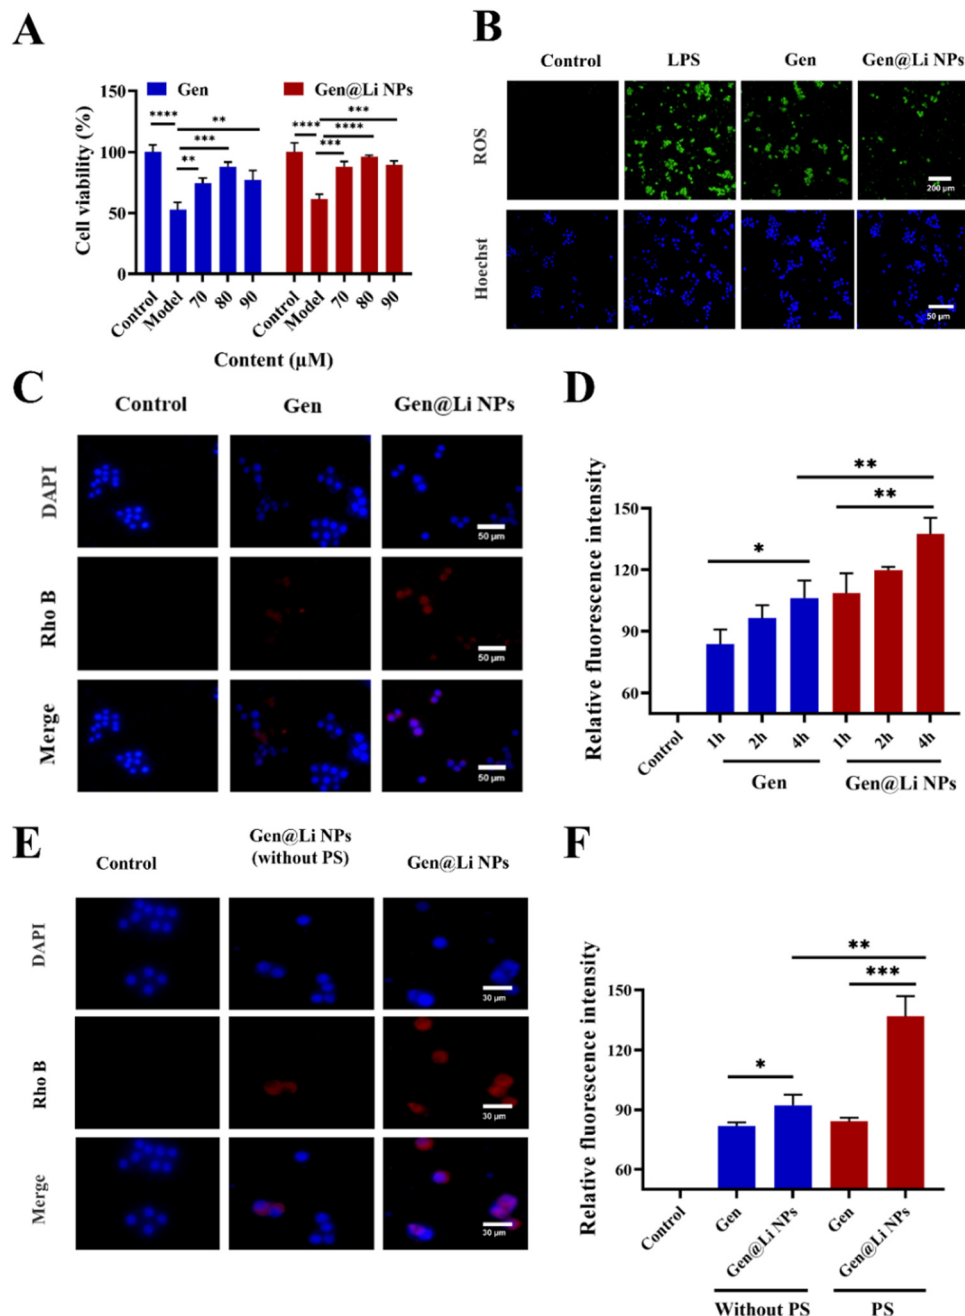 A
Gen
Gen@Li NPs
Cell viability (%)
150
100
50
0
****
**
***
**
****
***
****
***
Control
Model
70
80
90
Control
Model
70
80
90
Content (µM)
B
Control
LPS
Gen
Gen@Li NPs
ROS
200 µm
Hoechst
50 µm
C
Control
Gen
Gen@Li NPs
DAPI
50 µm
Rho B
50 µm
Merge
50 µm
D
Relative fluorescence intensity
150
120
90
60
*
**
**
Control
1h
2h
4h
1h
2h
4h
Gen
Gen@Li NPs
E
Control
Gen@Li NPs
(without PS)
Gen@Li NPs
DAPI
30 µm
Rho B
30 µm
Merge
30 µm
F
Relative fluorescence intensity
150
120
90
60
*
**
***
Control
Gen
Gen@Li NPs
Gen
Gen@Li NPs
Without PS
PS